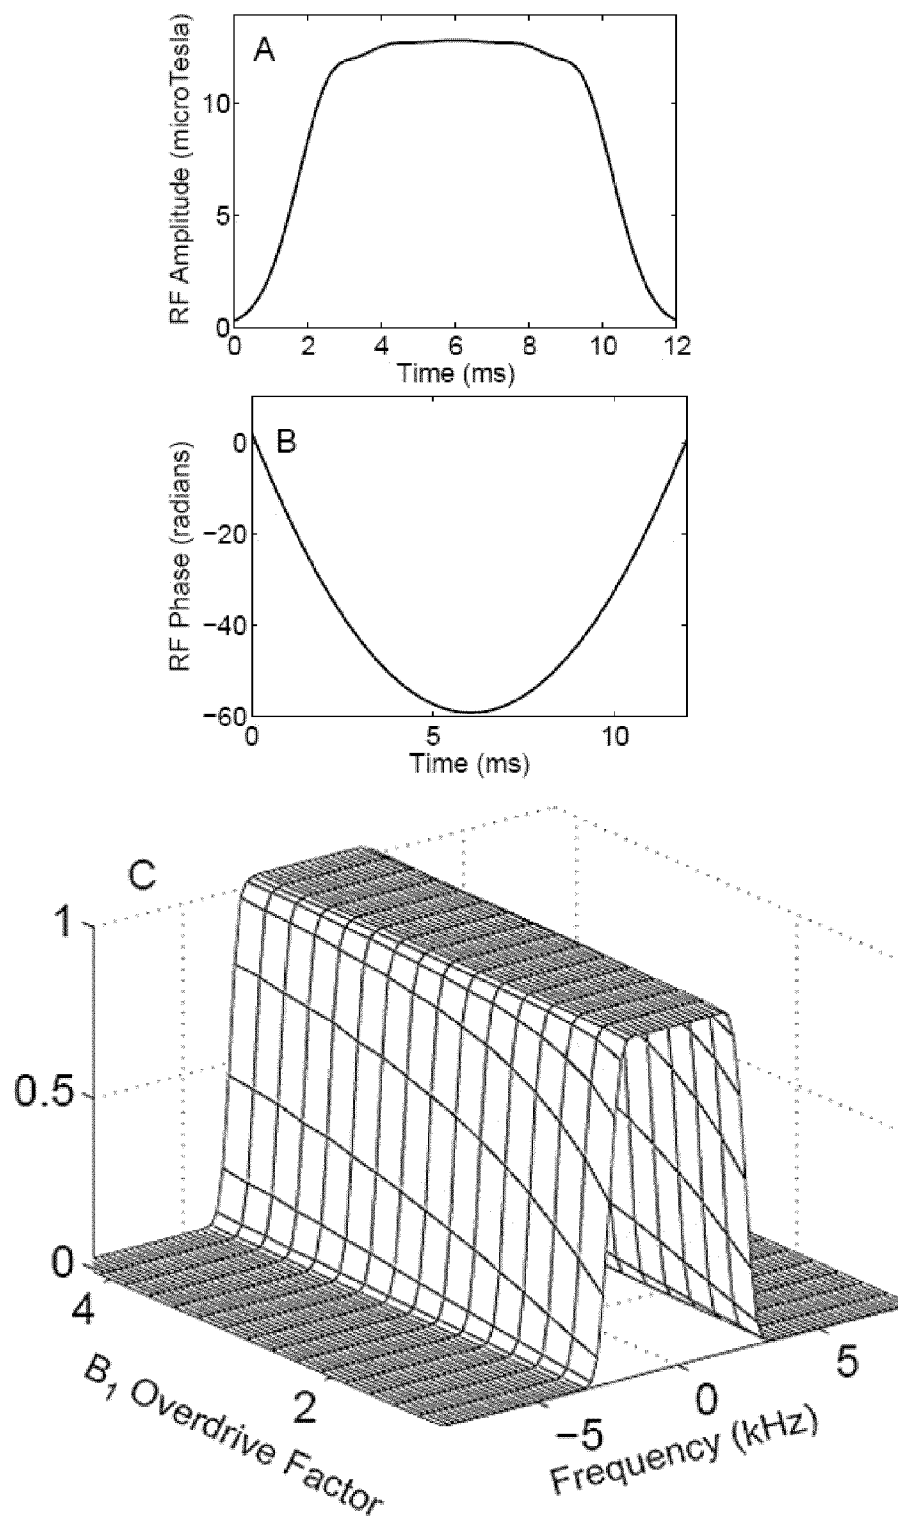 A
RF Amplitude (microTesla)
10
5
0
0 2 4 6 8 10 12
Time (ms)
B
RF Phase (radians)
0
−20
−40
−60
0 5 10
Time (ms)
C
1
0.5
0
4 2
B1 Overdrive Factor
−5 0 5
Frequency (kHz)